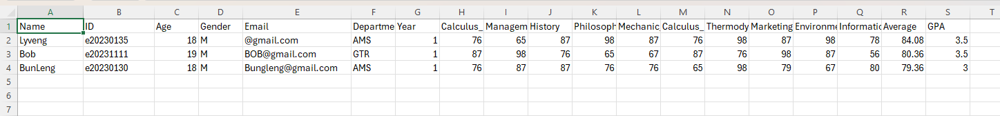 A B C D E F G H I J K L M N O P Q R S T
1 Name ID Age Gender Email Departme Year Calculus_ Managem History Philosoph Mechanic Calculus_ Thermody Marketing Environme Informatic Average GPA
2 Lyveng e20230135 18 M @gmail.com AMS 1 76 65 87 98 87 76 98 87 98 78 84.08 3.5
3 Bob e20231111 19 M BOB@gmail.com GTR 1 87 98 76 65 67 87 76 98 87 56 80.36 3.5
4 BunLeng e20230130 18 M Bungleng@gmail.com AMS 1 76 87 87 76 76 65 98 79 67 80 79.36 3
5
6
7